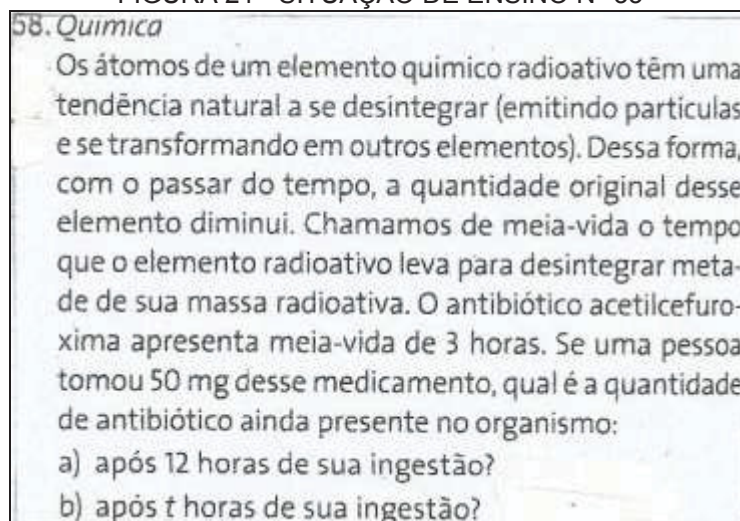 58. Química
Os átomos de um elemento químico radioativo têm uma
tendência natural a se desintegrar (emitindo partículas
e se transformando em outros elementos). Dessa forma,
com o passar do tempo, a quantidade original desse
elemento diminui. Chamamos de meia-vida o tempo
que o elemento radioativo leva para desintegrar meta-
de de sua massa radioativa. O antibiótico acetilcefuro-
xima apresenta meia-vida de 3 horas. Se uma pessoa
tomou 50 mg desse medicamento, qual é a quantidade
de antibiótico ainda presente no organismo:
a) após 12 horas de sua ingestão?
b) após t horas de sua ingestão?